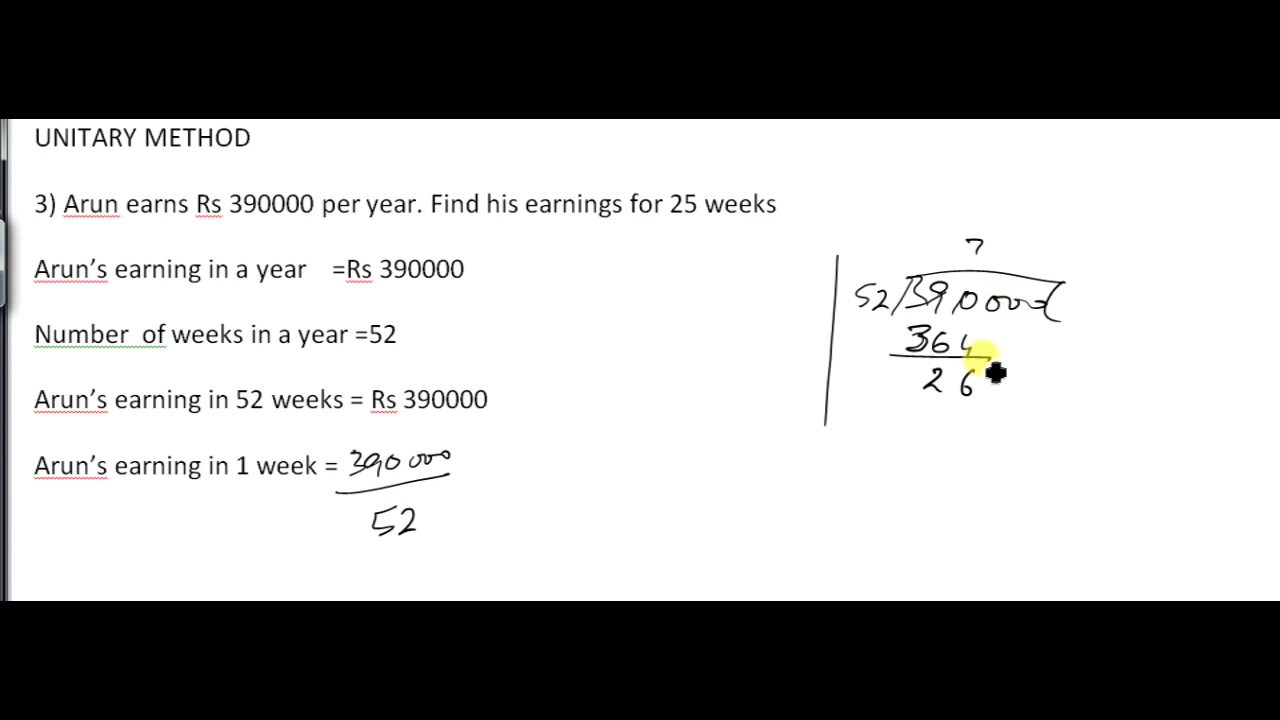 UNITARY METHOD
3) Arun earns Rs 390000 per year. Find his earnings for 25 weeks
Arun's earning in a year =Rs 390000
Number of weeks in a year =52
Arun's earning in 52 weeks = Rs 390000
Arun's earning in 1 week = 390000
52
7
52 390000
364
26